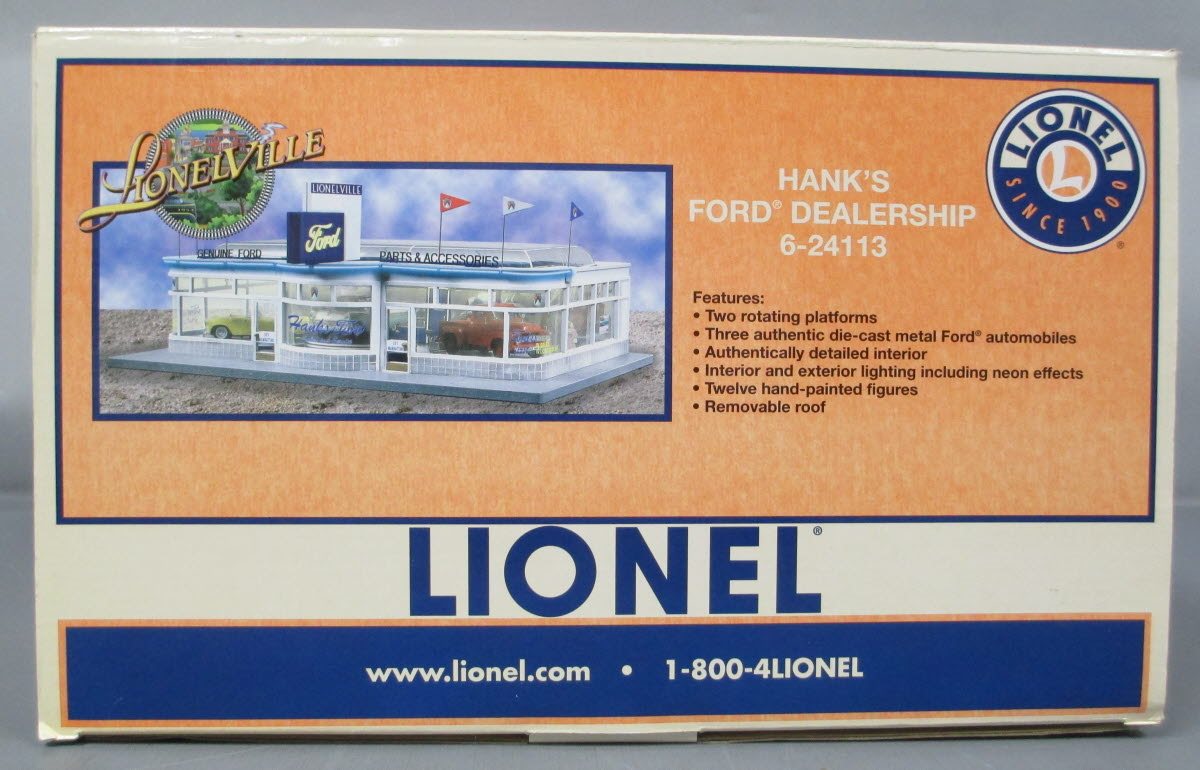 LIONELVILLE
LIONEL
SINCE 1900
®
HANK'S
FORD® DEALERSHIP
6-24113
LIONELVILLE
Ford
GENUINE FORD
PARTS & ACCESSORIES
Features:
• Two rotating platforms
• Three authentic die-cast metal Ford® automobiles
• Authentically detailed interior
• Interior and exterior lighting including neon effects
• Twelve hand-painted figures
• Removable roof
LIONEL®
www.lionel.com • 1-800-4LIONEL